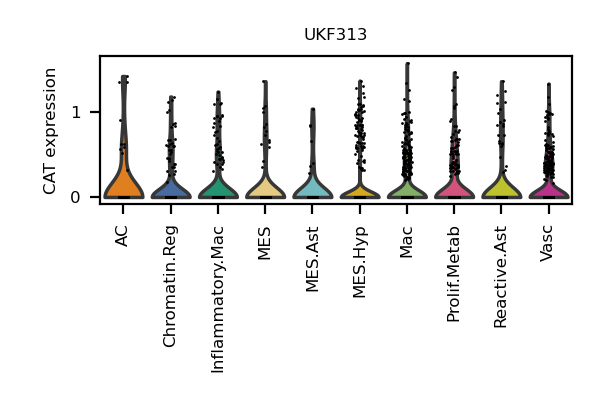 UKF313
CAT expression
1
0
AC
Chromatin.Reg
Inflammatory.Mac
MES
MES.Ast
MES.Hyp
Mac
Prolif.Metab
Reactive.Ast
Vasc